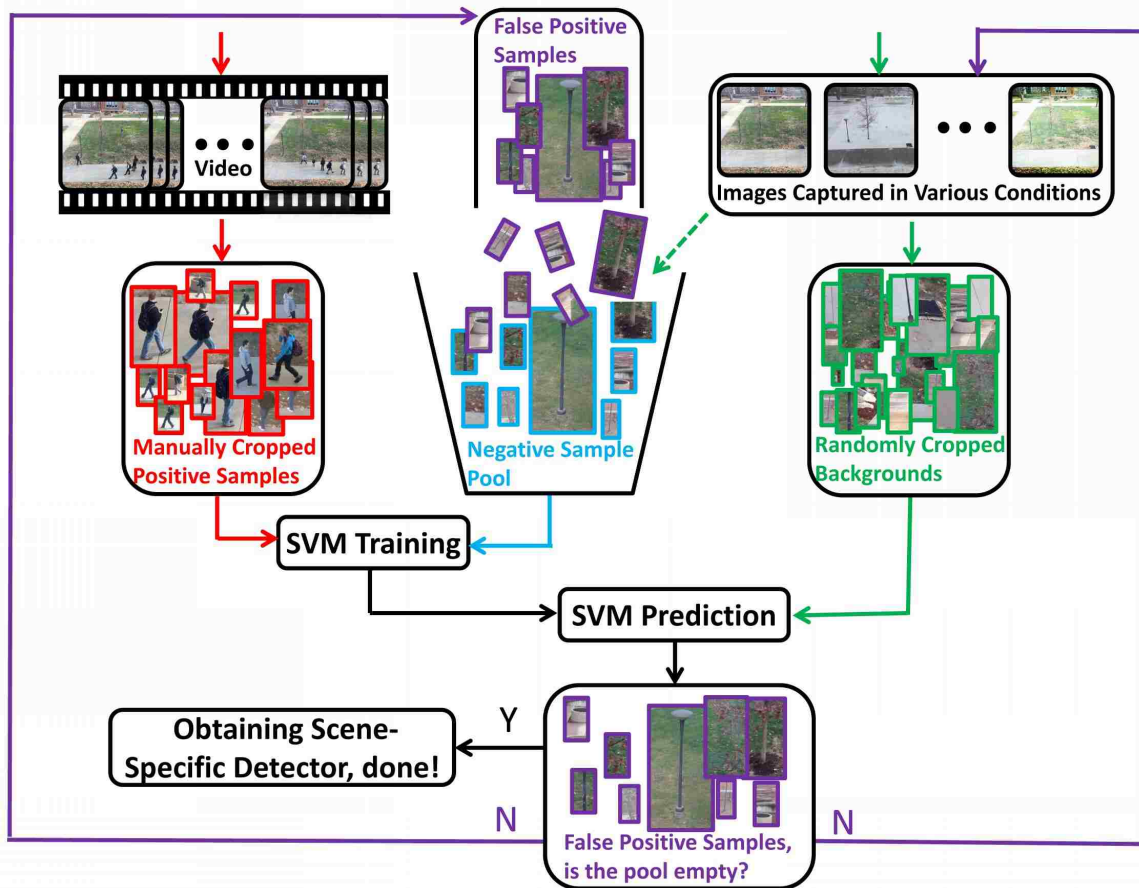 False Positive
Samples
Video
Images Captured in Various Conditions
Manually Cropped
Positive Samples
Negative Sample
Pool
Randomly Cropped
Backgrounds
SVM Training
SVM Prediction
Obtaining Scene-
Specific Detector, done!
Y
N
N
False Positive Samples,
is the pool empty?